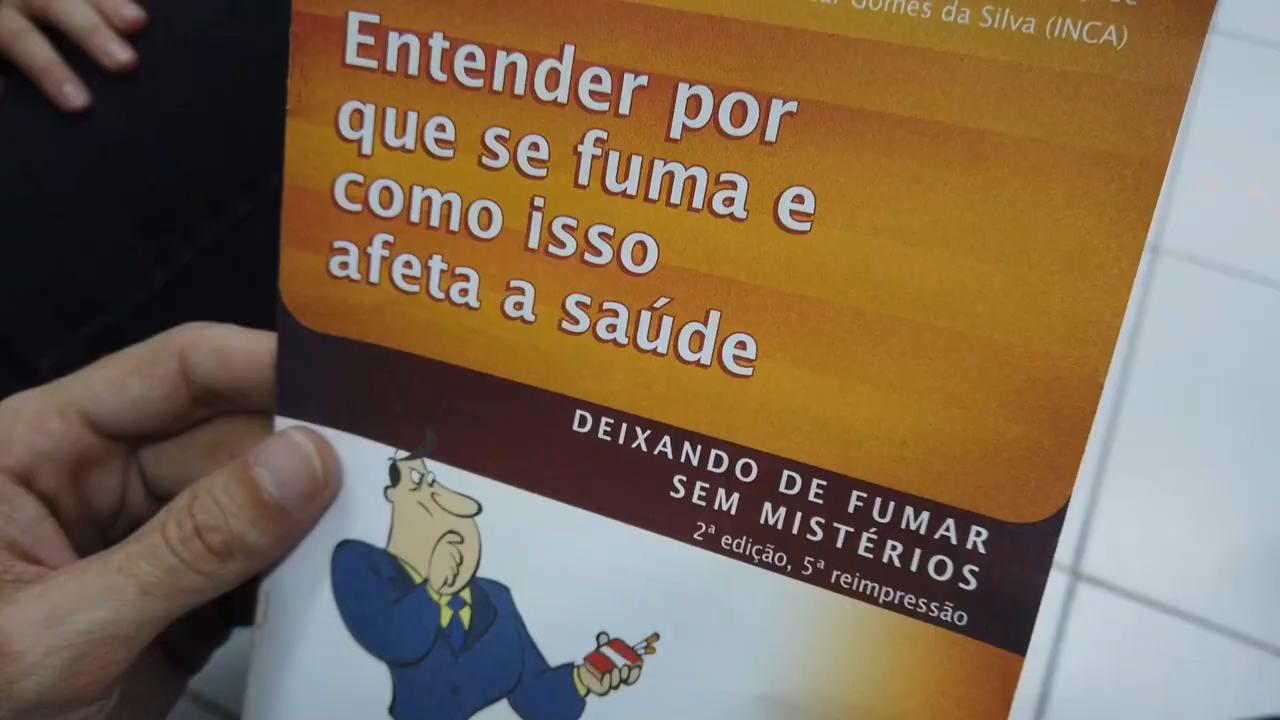 Gomes da Silva (INCA)
Entender por
que se fuma e
como isso
afeta a saúde
DEIXANDO DE FUMAR
SEM MISTÉRIOS
2ª edição, 5ª reimpressão